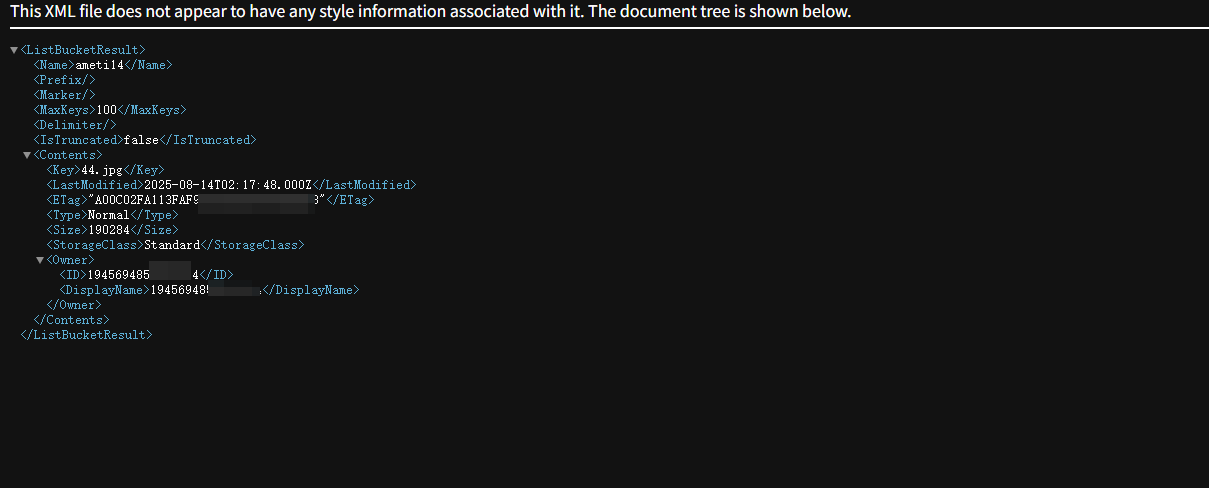 This XML file does not appear to have any style information associated with it. The document tree is shown below.
<ListBucketResult>
<Name>ameti14</Name>
<Prefix/>
<Marker/>
<MaxKeys>100</MaxKeys>
<Delimiter/>
<IsTruncated>false</IsTruncated>
<Contents>
<Key>44.jpg</Key>
<LastModified>2025-08-14T02:17:48.000Z</LastModified>
<ETag>"A00C02FA113FAF9 3"</ETag>
<Type>Normal</Type>
<Size>190284</Size>
<StorageClass>Standard</StorageClass>
<Owner>
<ID>194569485 4</ID>
<DisplayName>19456948 </DisplayName>
</Owner>
</Contents>
</ListBucketResult>